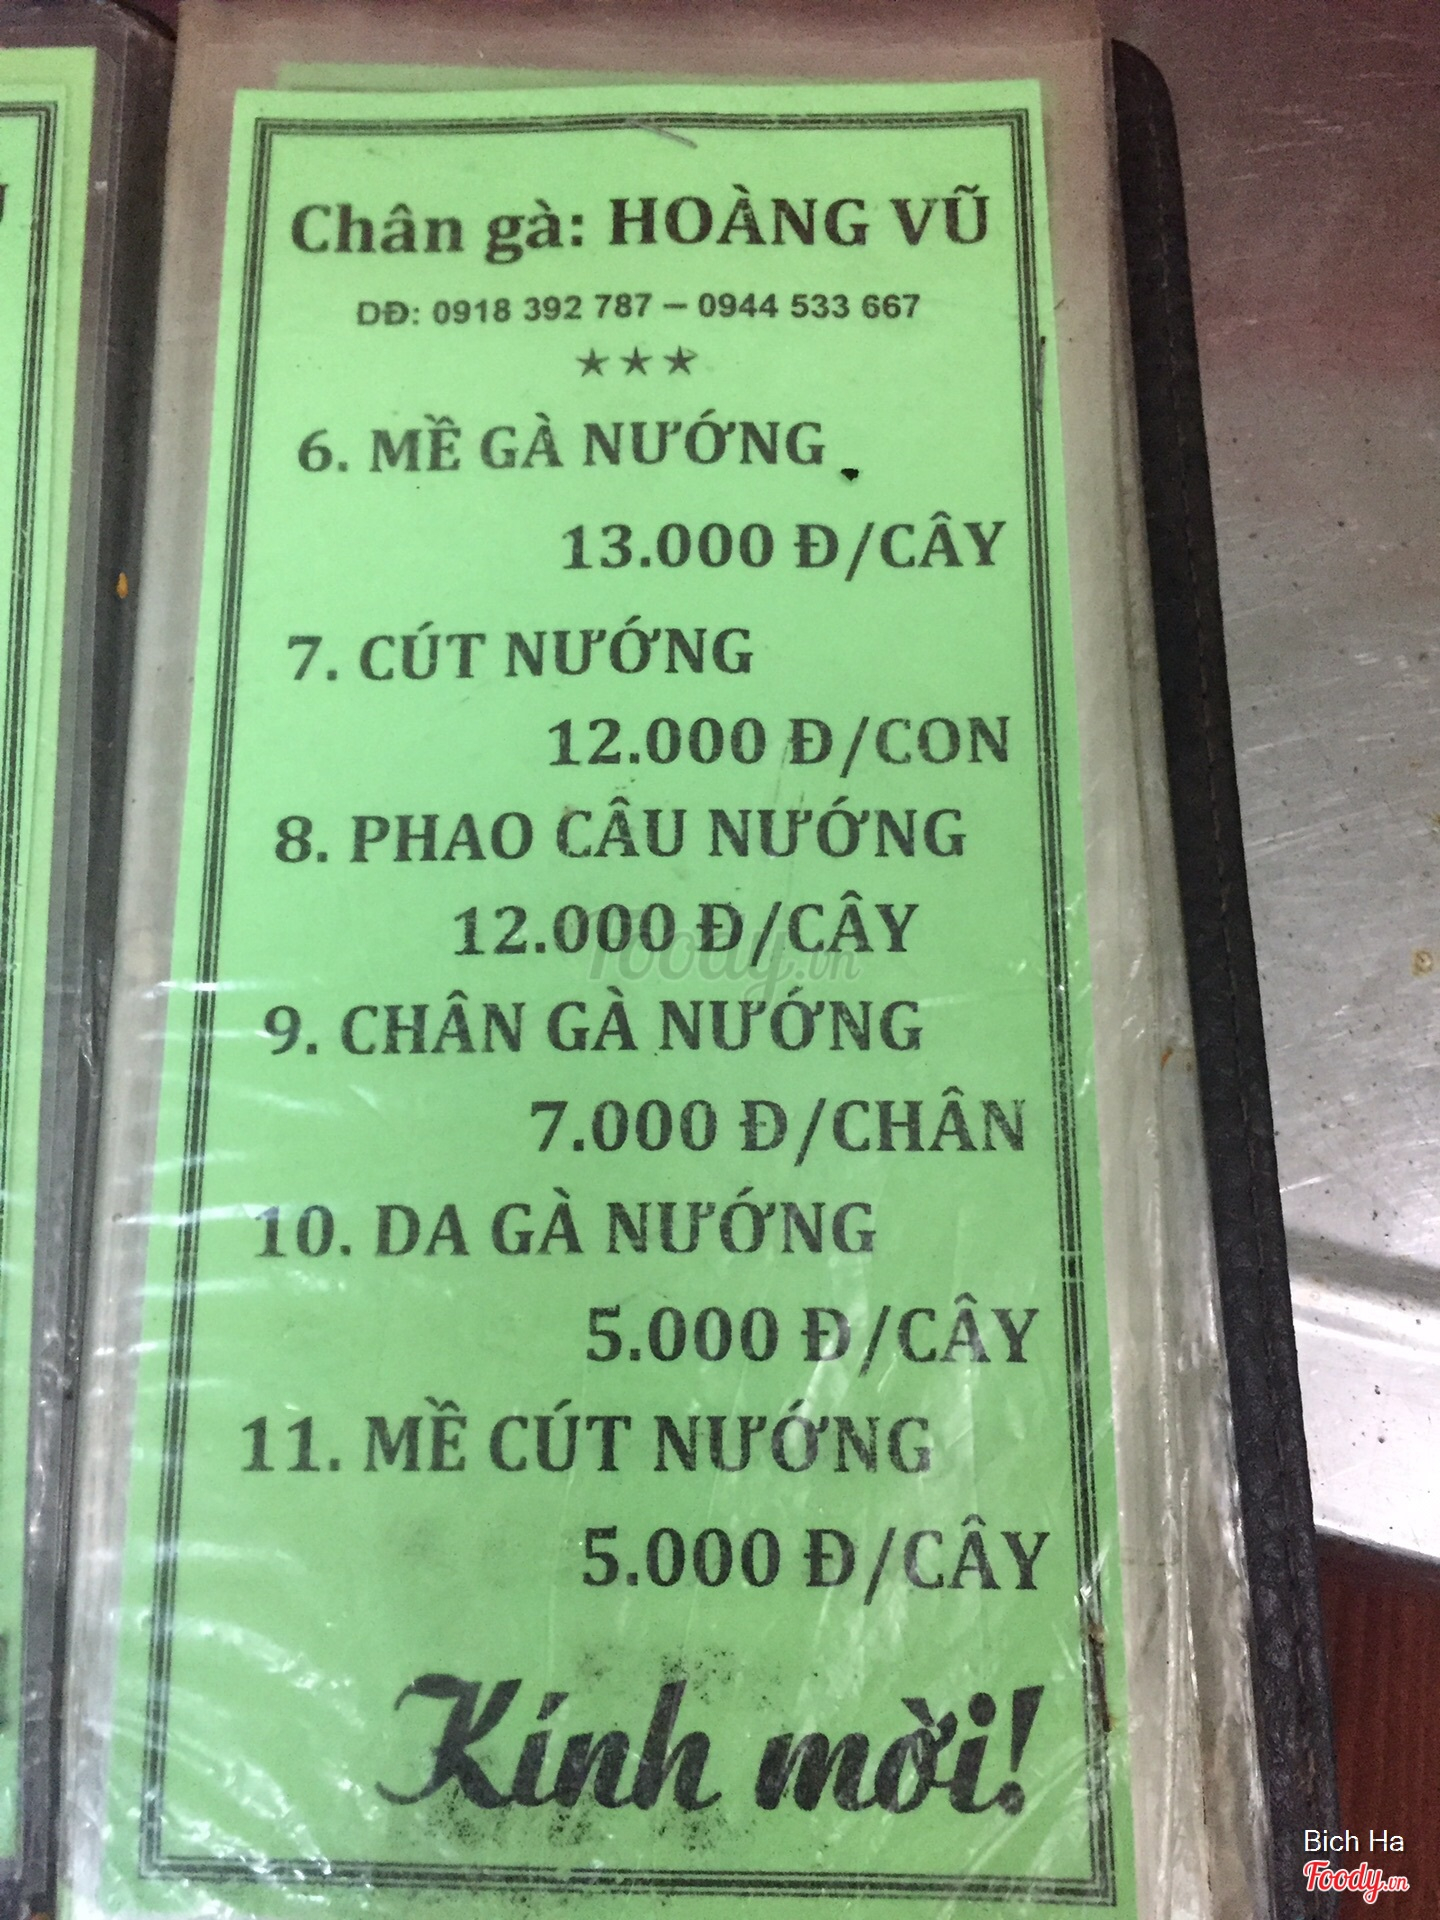 Chân gà: HOÀNG VŨ
DĐ: 0918 392 787 – 0944 533 667
★★★
6. MỀ GÀ NƯỚNG
13.000 Đ/CÂY
7. CÚT NƯỚNG
12.000 Đ/CON
8. PHAO CÂU NƯỚNG
12.000 Đ/CÂY
9. CHÂN GÀ NƯỚNG
7.000 Đ/CHÂN
10. DA GÀ NƯỚNG
5.000 Đ/CÂY
11. MỀ CÚT NƯỚNG
5.000 Đ/CÂY
Kính mời!
Foody.vn
Bich Ha
Foody.vn